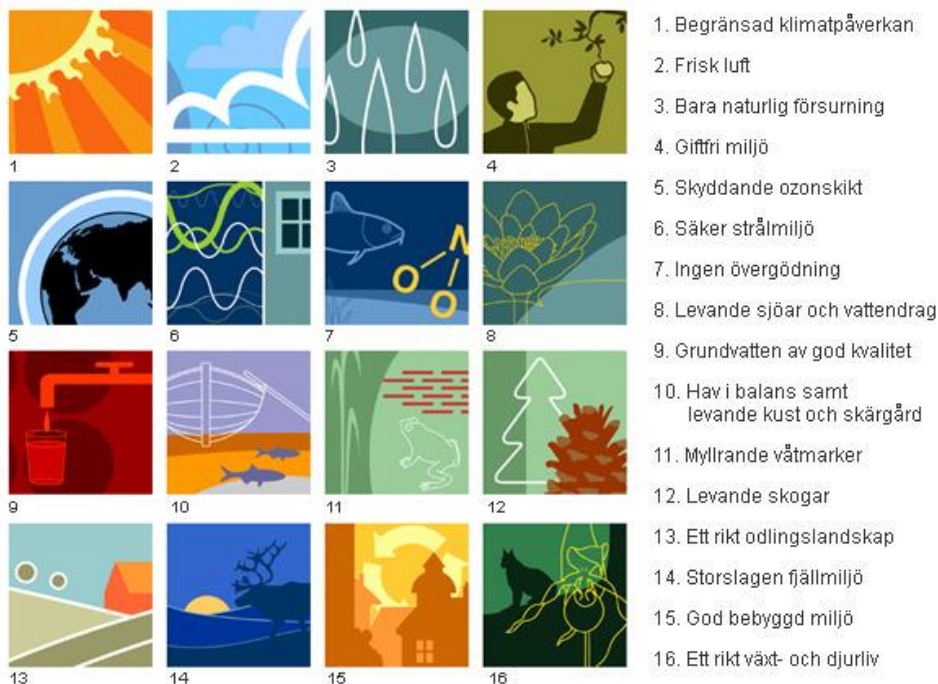 1
2
3
4
5
6
7
N
O
O
8
9
10
11
12
13
14
15
16
1. Begränsad klimatpåverkan
2. Frisk luft
3. Bara naturlig försurning
4. Giftfri miljö
5. Skyddande ozonskikt
6. Säker strålmiljö
7. Ingen övergödning
8. Levande sjöar och vattendrag
9. Grundvatten av god kvalitet
10. Hav i balans samt
levande kust och skärgård
11. Myllrande våtmarker
12. Levande skogar
13. Ett rikt odlingslandskap
14. Storslagen fjällmiljö
15. God bebyggd miljö
16. Ett rikt växt- och djurliv